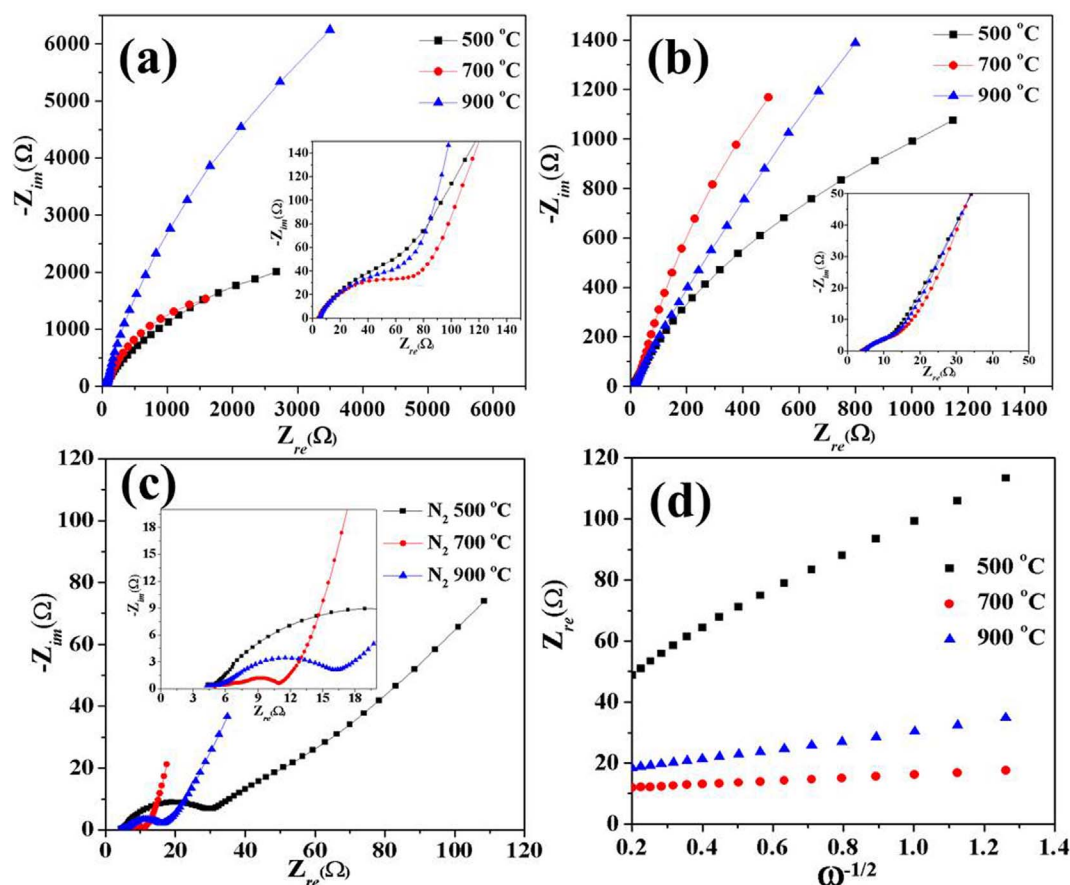 (a)
500 °C
700 °C
900 °C
-Z_im(Ω)
6000
5000
4000
3000
2000
1000
0
0 1000 2000 3000 4000 5000 6000
Z_re(Ω)
-Z_im(Ω)
140
120
100
80
60
40
20
0
0 20 40 60 80 100 120 140
Z_re(Ω)
(b)
500 °C
700 °C
900 °C
-Z_im(Ω)
1400
1200
1000
800
600
400
200
0
0 200 400 600 800 1000 1200 1400
Z_re(Ω)
-Z_im(Ω)
50
40
30
20
10
0
0 10 20 30 40 50
Z_re(Ω)
(c)
N₂ 500 °C
N₂ 700 °C
N₂ 900 °C
-Z_im(Ω)
120
100
80
60
40
20
0
0 20 40 60 80 100 120
Z_re(Ω)
-Z_im(Ω)
21
18
15
12
9
6
3
0
0 3 6 9 12 15 18
Z_re(Ω)
(d)
500 °C
700 °C
900 °C
Z_re(Ω)
120
100
80
60
40
20
0
0.2 0.4 0.6 0.8 1.0 1.2 1.4
ω^-1/2